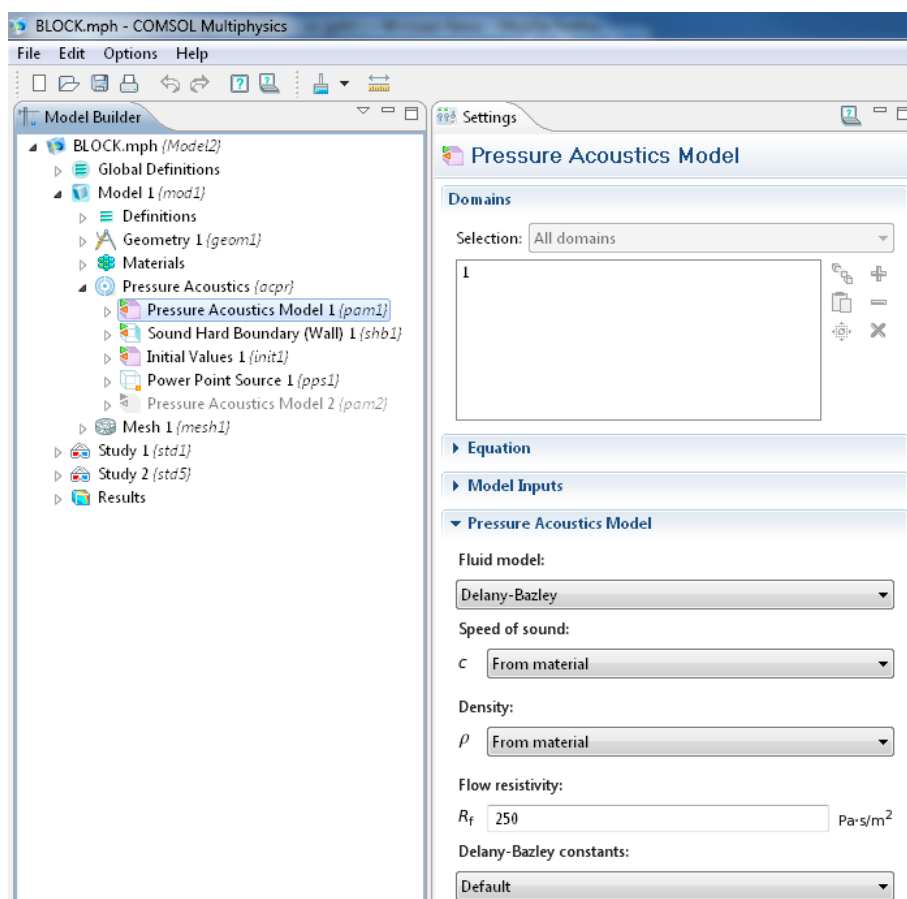 BLOCK.mph - COMSOL Multiphysics
File Edit Options Help
Model Builder
BLOCK.mph {Model2}
Global Definitions
Model 1 {mod1}
Definitions
Geometry 1 {geom1}
Materials
Pressure Acoustics {acpr}
Pressure Acoustics Model 1 {pam1}
Sound Hard Boundary (Wall) 1 {shb1}
Initial Values 1 {init1}
Power Point Source 1 {pps1}
Pressure Acoustics Model 2 {pam2}
Mesh 1 {mesh1}
Study 1 {std1}
Study 2 {std5}
Results
Settings
Pressure Acoustics Model
Domains
Selection: All domains
1
Equation
Model Inputs
Pressure Acoustics Model
Fluid model:
Delany-Bazley
Speed of sound:
c From material
Density:
ρ From material
Flow resistivity:
Rf 250 Pa·s/m²
Delany-Bazley constants:
Default